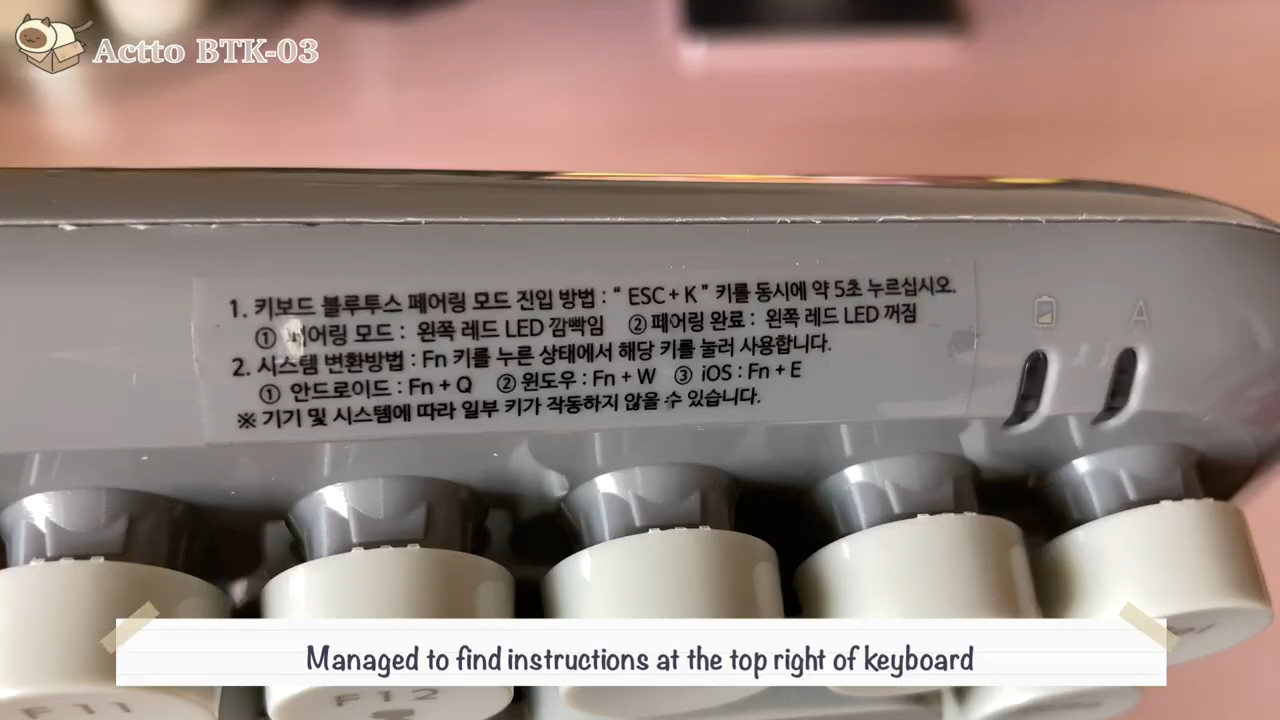 Actto BTK-03
1. 키보드 블루투스 페어링 모드 진입 방법 : “ ESC + K ” 키를 동시에 약 5초 누르십시오.
① 페어링 모드 : 왼쪽 레드 LED 깜빡임 ② 페어링 완료 : 왼쪽 레드 LED 꺼짐
2. 시스템 변환방법 : Fn 키를 누른 상태에서 해당 키를 눌러 사용합니다.
① 안드로이드 : Fn + Q ② 윈도우 : Fn + W ③ iOS : Fn + E
※ 기기 및 시스템에 따라 일부 키가 작동하지 않을 수 있습니다.
A
Managed to find instructions at the top right of keyboard
F11 F12